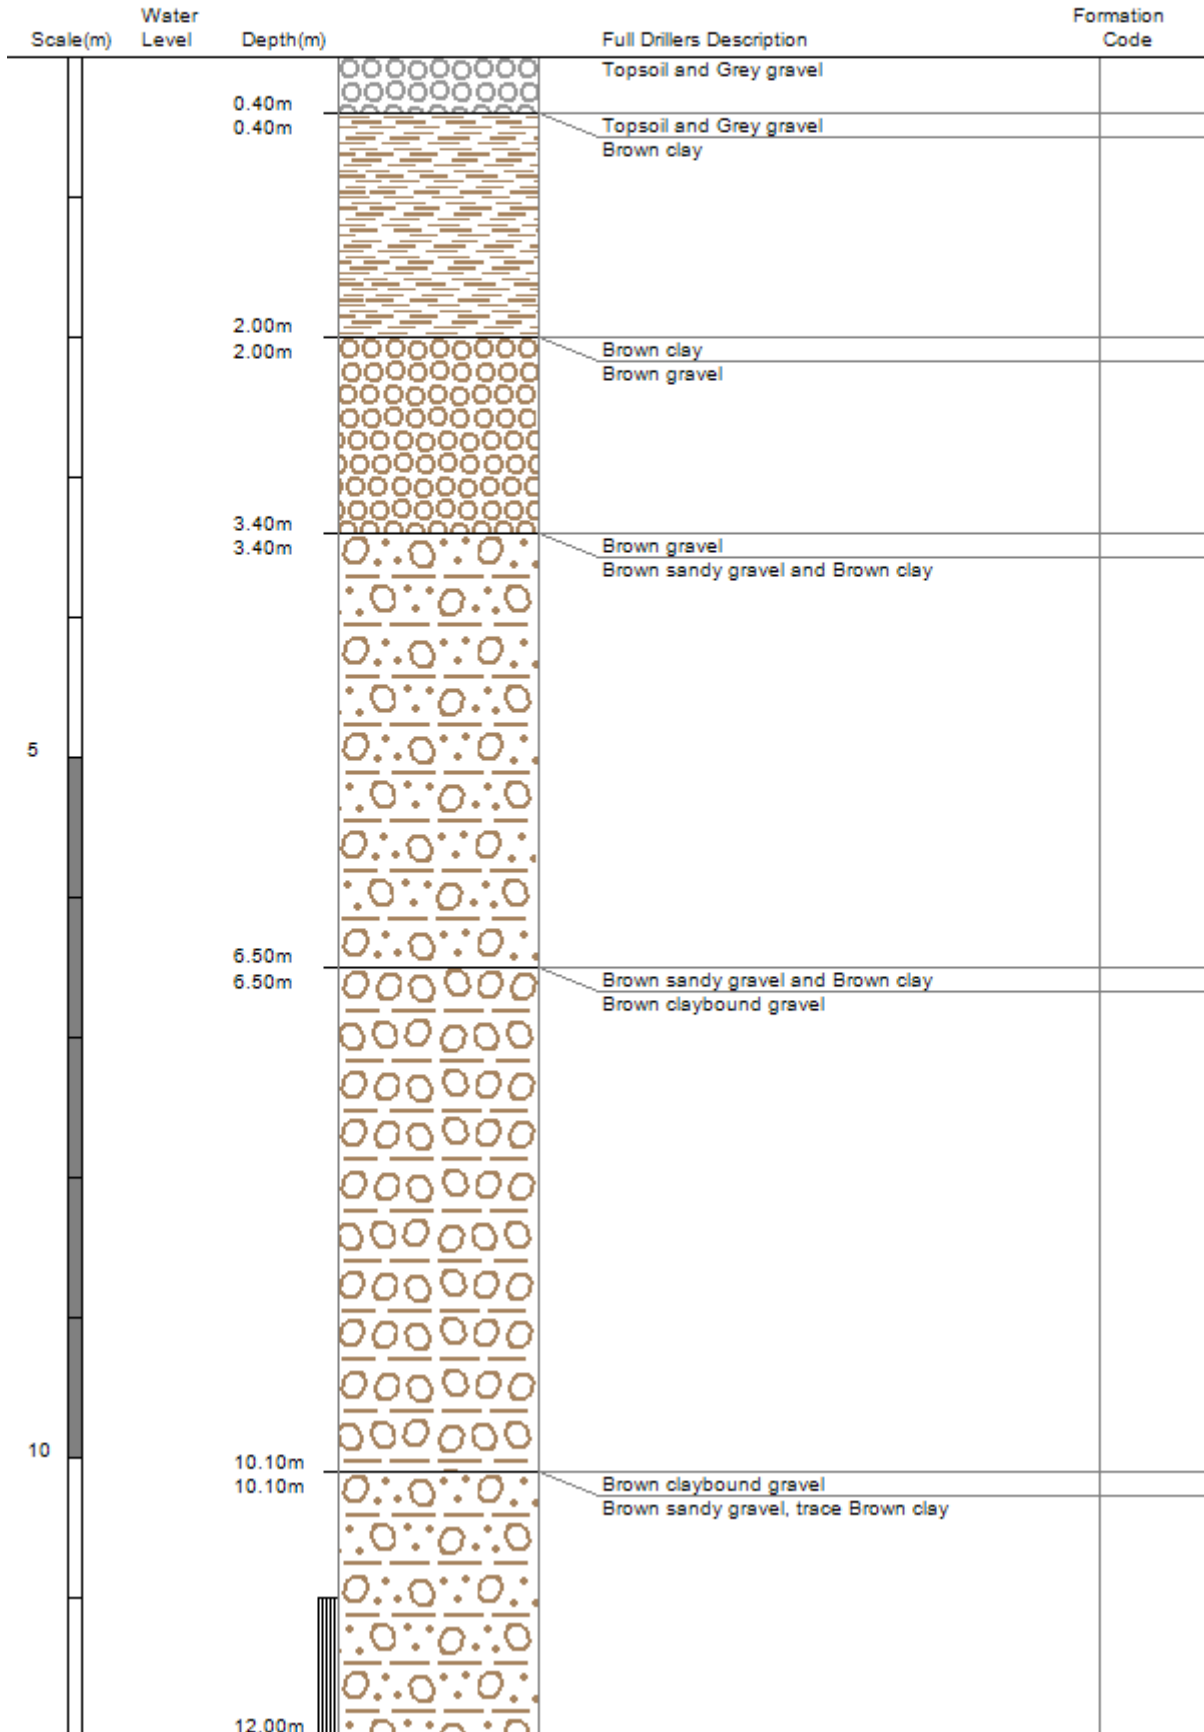 Water
Formation
Scale(m) Level Depth(m) Full Drillers Description Code
Topsoil and Grey gravel
0.40m
0.40m Topsoil and Grey gravel
Brown clay
2.00m
2.00m Brown clay
Brown gravel
3.40m
3.40m Brown gravel
Brown sandy gravel and Brown clay
5
6.50m
6.50m Brown sandy gravel and Brown clay
Brown claybound gravel
10
10.10m
10.10m Brown claybound gravel
Brown sandy gravel, trace Brown clay
12.00m